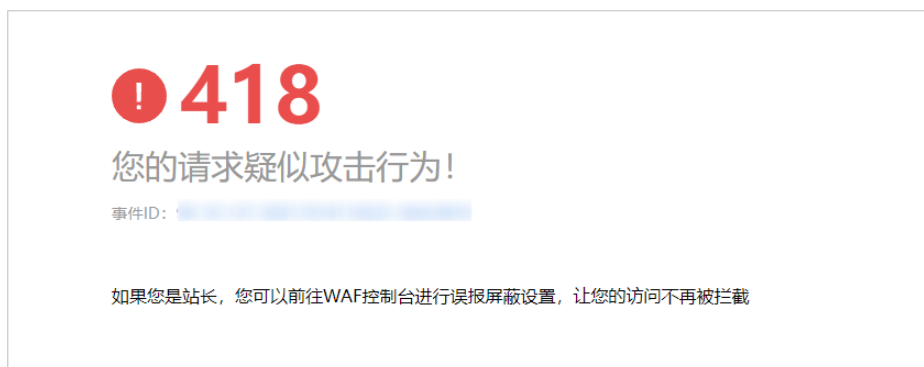 418
您的请求疑似攻击行为！
事件ID：
如果您是站长，您可以前往WAF控制台进行误报屏蔽设置，让您的访问不再被拦截